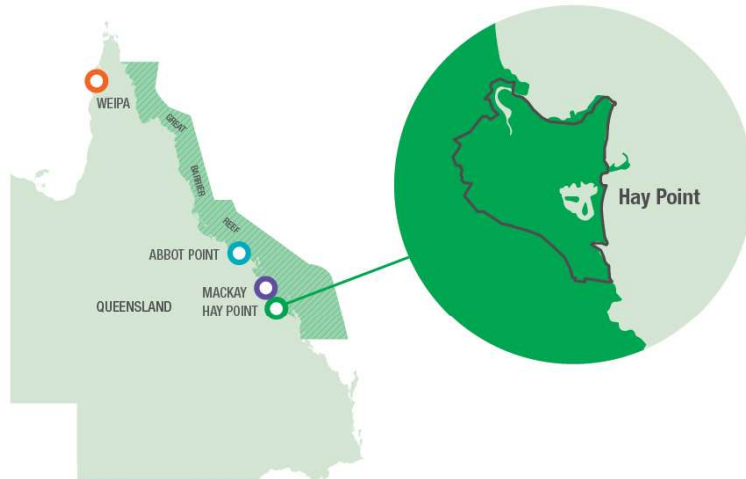 WEIPA
GREAT
BARRIER
REEF
ABBOT POINT
MACKAY
HAY POINT
QUEENSLAND
Hay Point